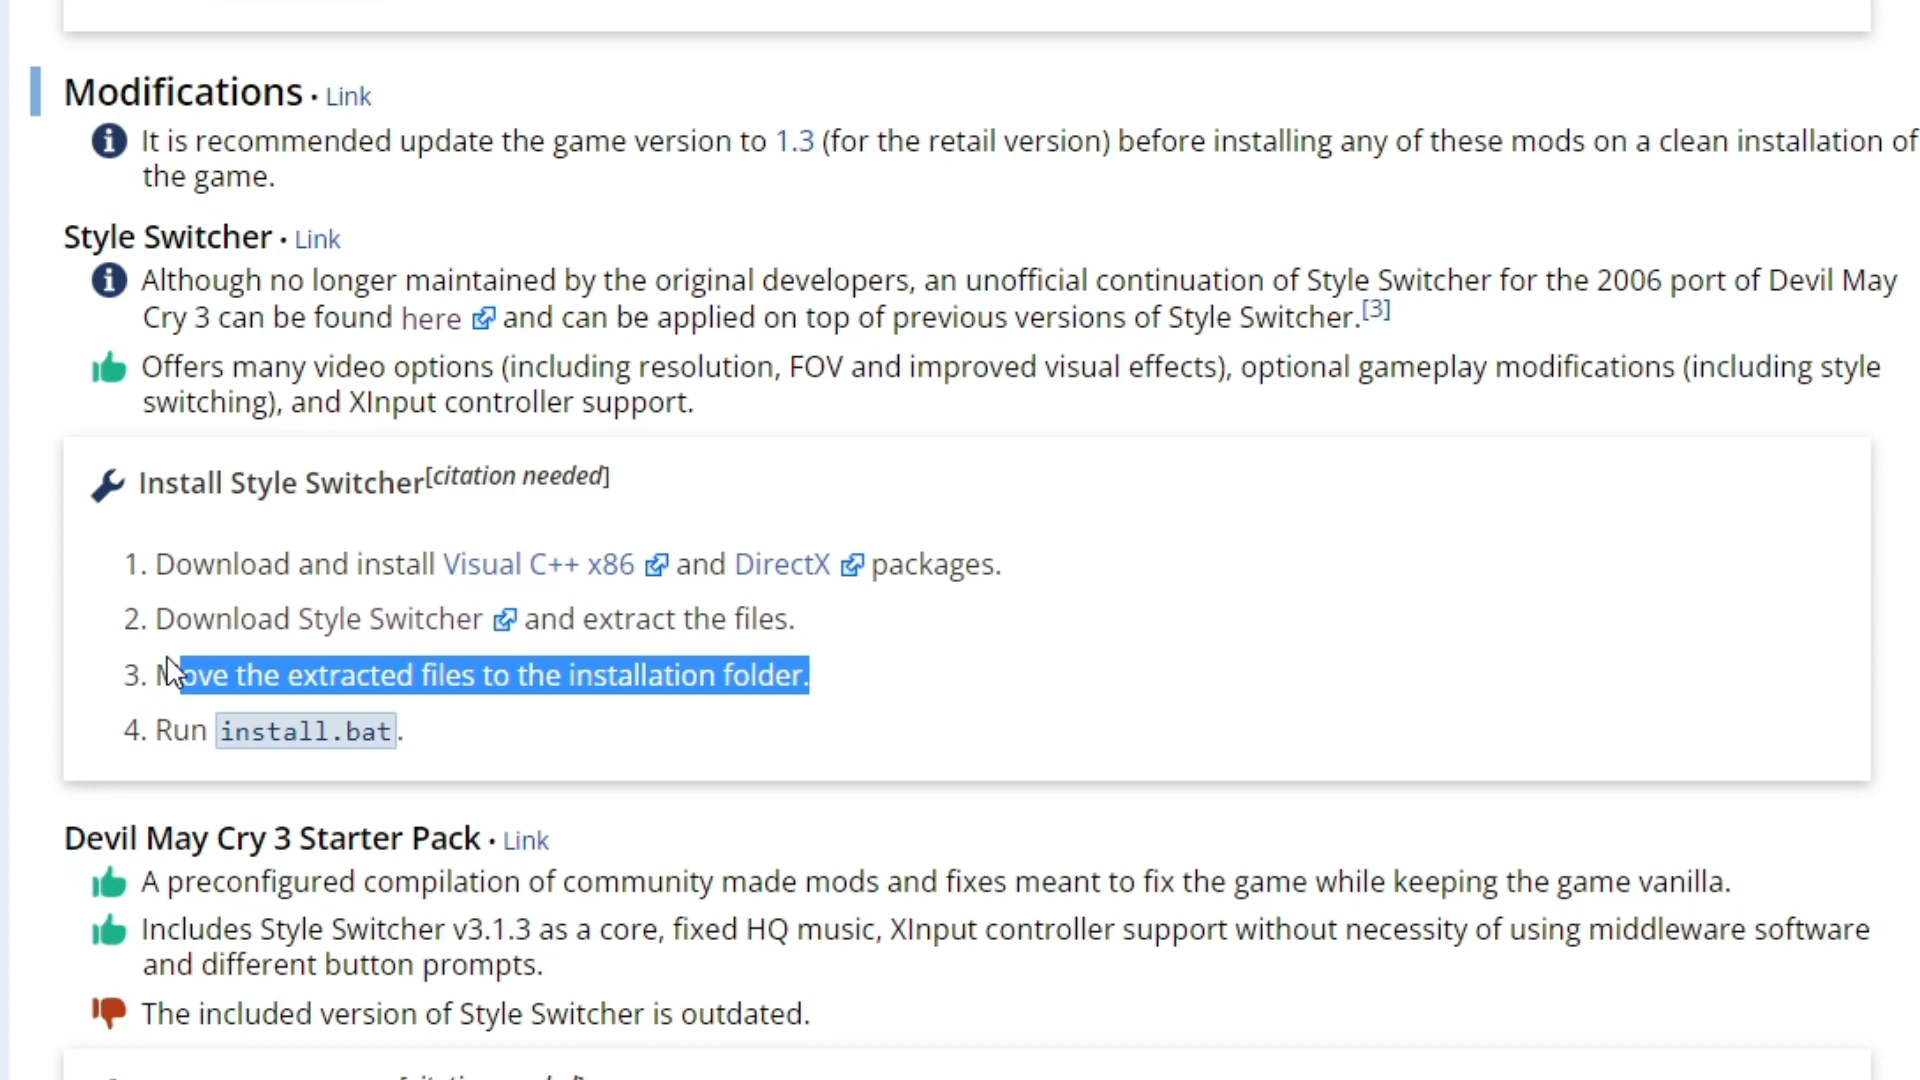 Modifications • Link
It is recommended update the game version to 1.3 (for the retail version) before installing any of these mods on a clean installation of
the game.
Style Switcher • Link
Although no longer maintained by the original developers, an unofficial continuation of Style Switcher for the 2006 port of Devil May
Cry 3 can be found here and can be applied on top of previous versions of Style Switcher.[3]
Offers many video options (including resolution, FOV and improved visual effects), optional gameplay modifications (including style
switching), and XInput controller support.
Install Style Switcher[citation needed]
1. Download and install Visual C++ x86 and DirectX packages.
2. Download Style Switcher and extract the files.
3. Move the extracted files to the installation folder.
4. Run install.bat.
Devil May Cry 3 Starter Pack • Link
A preconfigured compilation of community made mods and fixes meant to fix the game while keeping the game vanilla.
Includes Style Switcher v3.1.3 as a core, fixed HQ music, XInput controller support without necessity of using middleware software
and different button prompts.
The included version of Style Switcher is outdated.